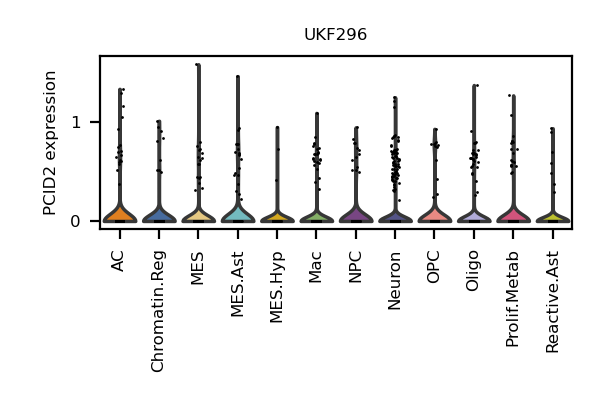 UKF296
PCID2 expression
1
0
AC
Chromatin.Reg
MES
MES.Ast
MES.Hyp
Mac
NPC
Neuron
OPC
Oligo
Prolif.Metab
Reactive.Ast